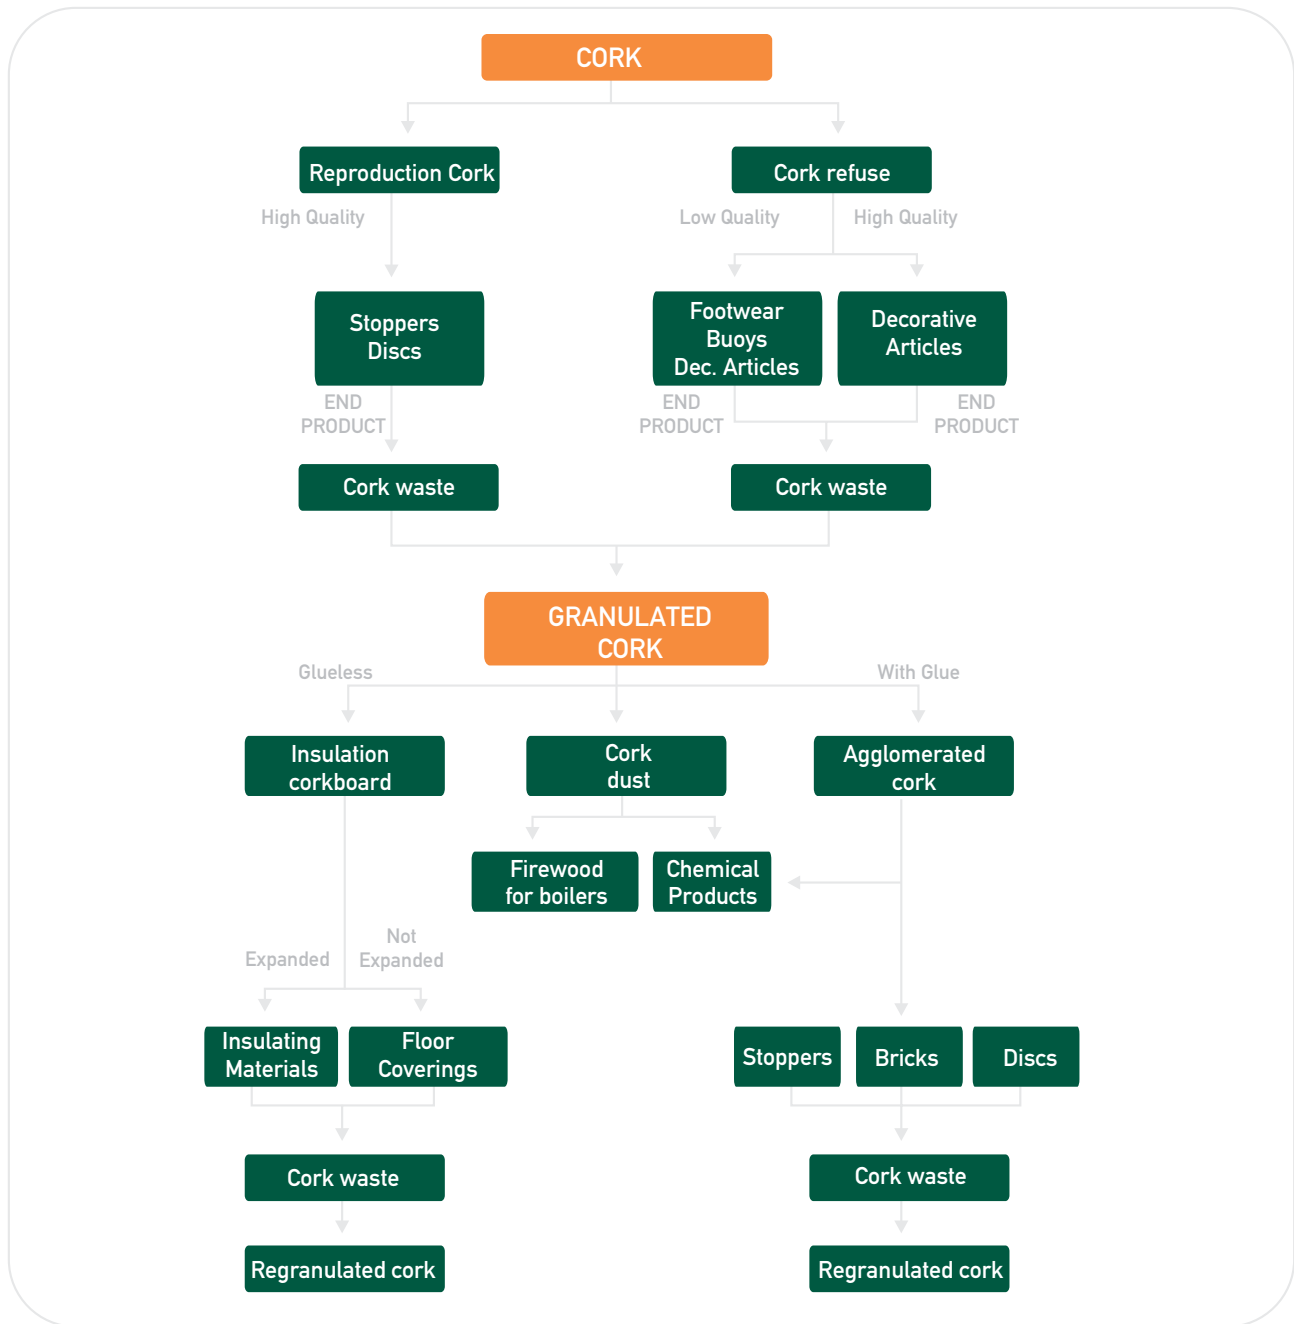 CORK
Reproduction Cork
Cork refuse
High Quality
Low Quality
High Quality
Stoppers
Discs
Footwear
Buoys
Dec. Articles
Decorative
Articles
END
PRODUCT
END
PRODUCT
END
PRODUCT
Cork waste
Cork waste
GRANULATED
CORK
Glueless
With Glue
Insulation
corkboard
Cork
dust
Agglomerated
cork
Firewood
for boilers
Chemical
Products
Expanded
Not
Expanded
Insulating
Materials
Floor
Coverings
Stoppers
Bricks
Discs
Cork waste
Cork waste
Regranulated cork
Regranulated cork